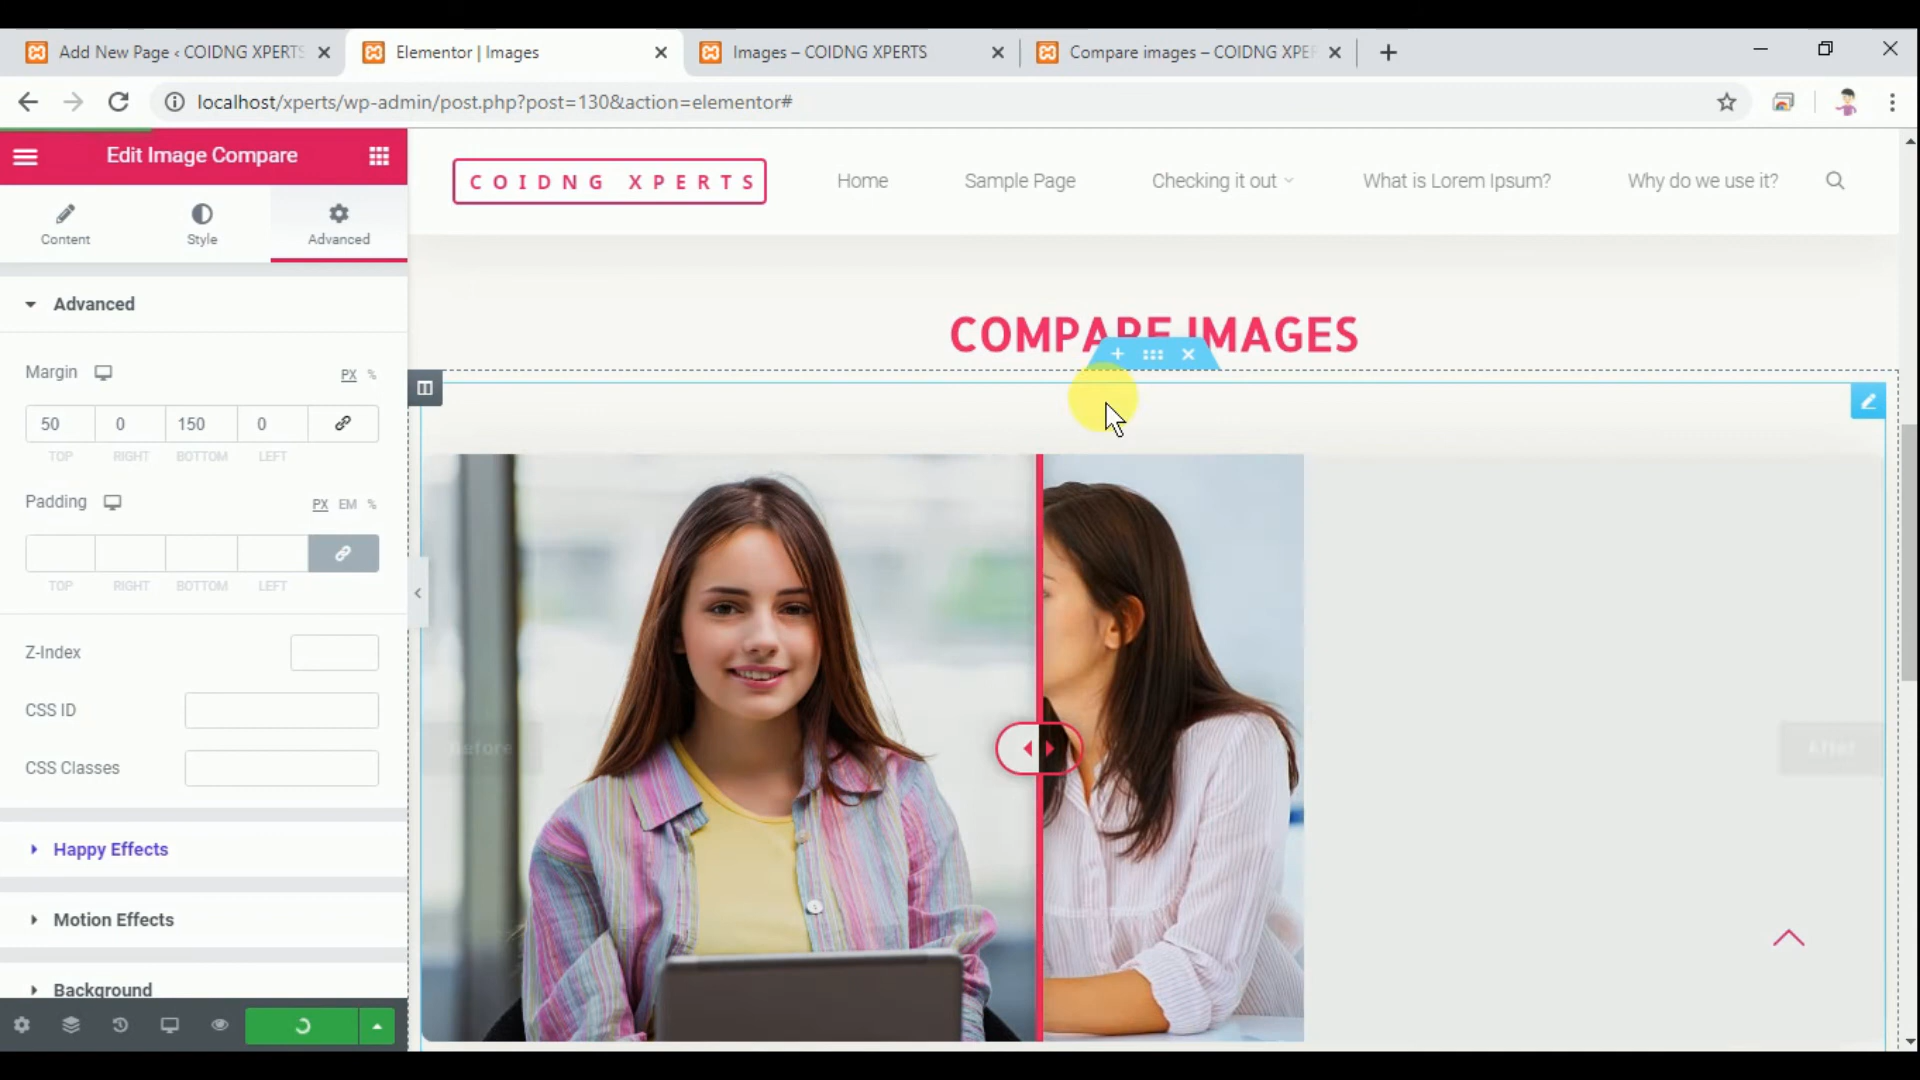 Add New Page ‹ COIDNG XPERTS
Elementor | Images
Images – COIDNG XPERTS
Compare images – COIDNG XPE
localhost/xperts/wp-admin/post.php?post=130&action=elementor#
Edit Image Compare
COIDNG XPERTS
Home
Sample Page
Checking it out
What is Lorem Ipsum?
Why do we use it?
Content
Style
Advanced
Advanced
COMPARE IMAGES
Margin
PX %
50 0 150 0
TOP RIGHT BOTTOM LEFT
Padding
PX EM %
TOP RIGHT BOTTOM LEFT
Z-Index
CSS ID
CSS Classes
Before
After
Happy Effects
Motion Effects
Background